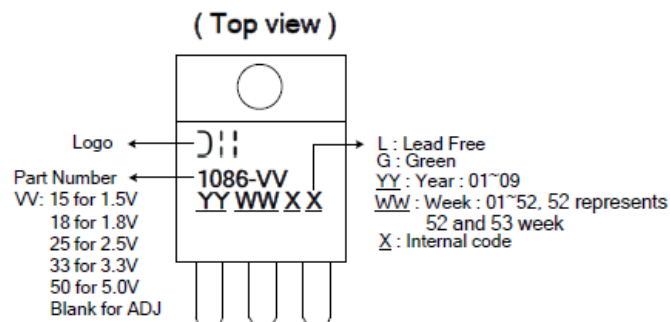 ( Top view )
Logo
Part Number
VV: 15 for 1.5V
18 for 1.8V
25 for 2.5V
33 for 3.3V
50 for 5.0V
Blank for ADJ
1086-VV
YY WW X X
L : Lead Free
G : Green
YY : Year : 01~09
WW : Week : 01~52, 52 represents
52 and 53 week
X : Internal code